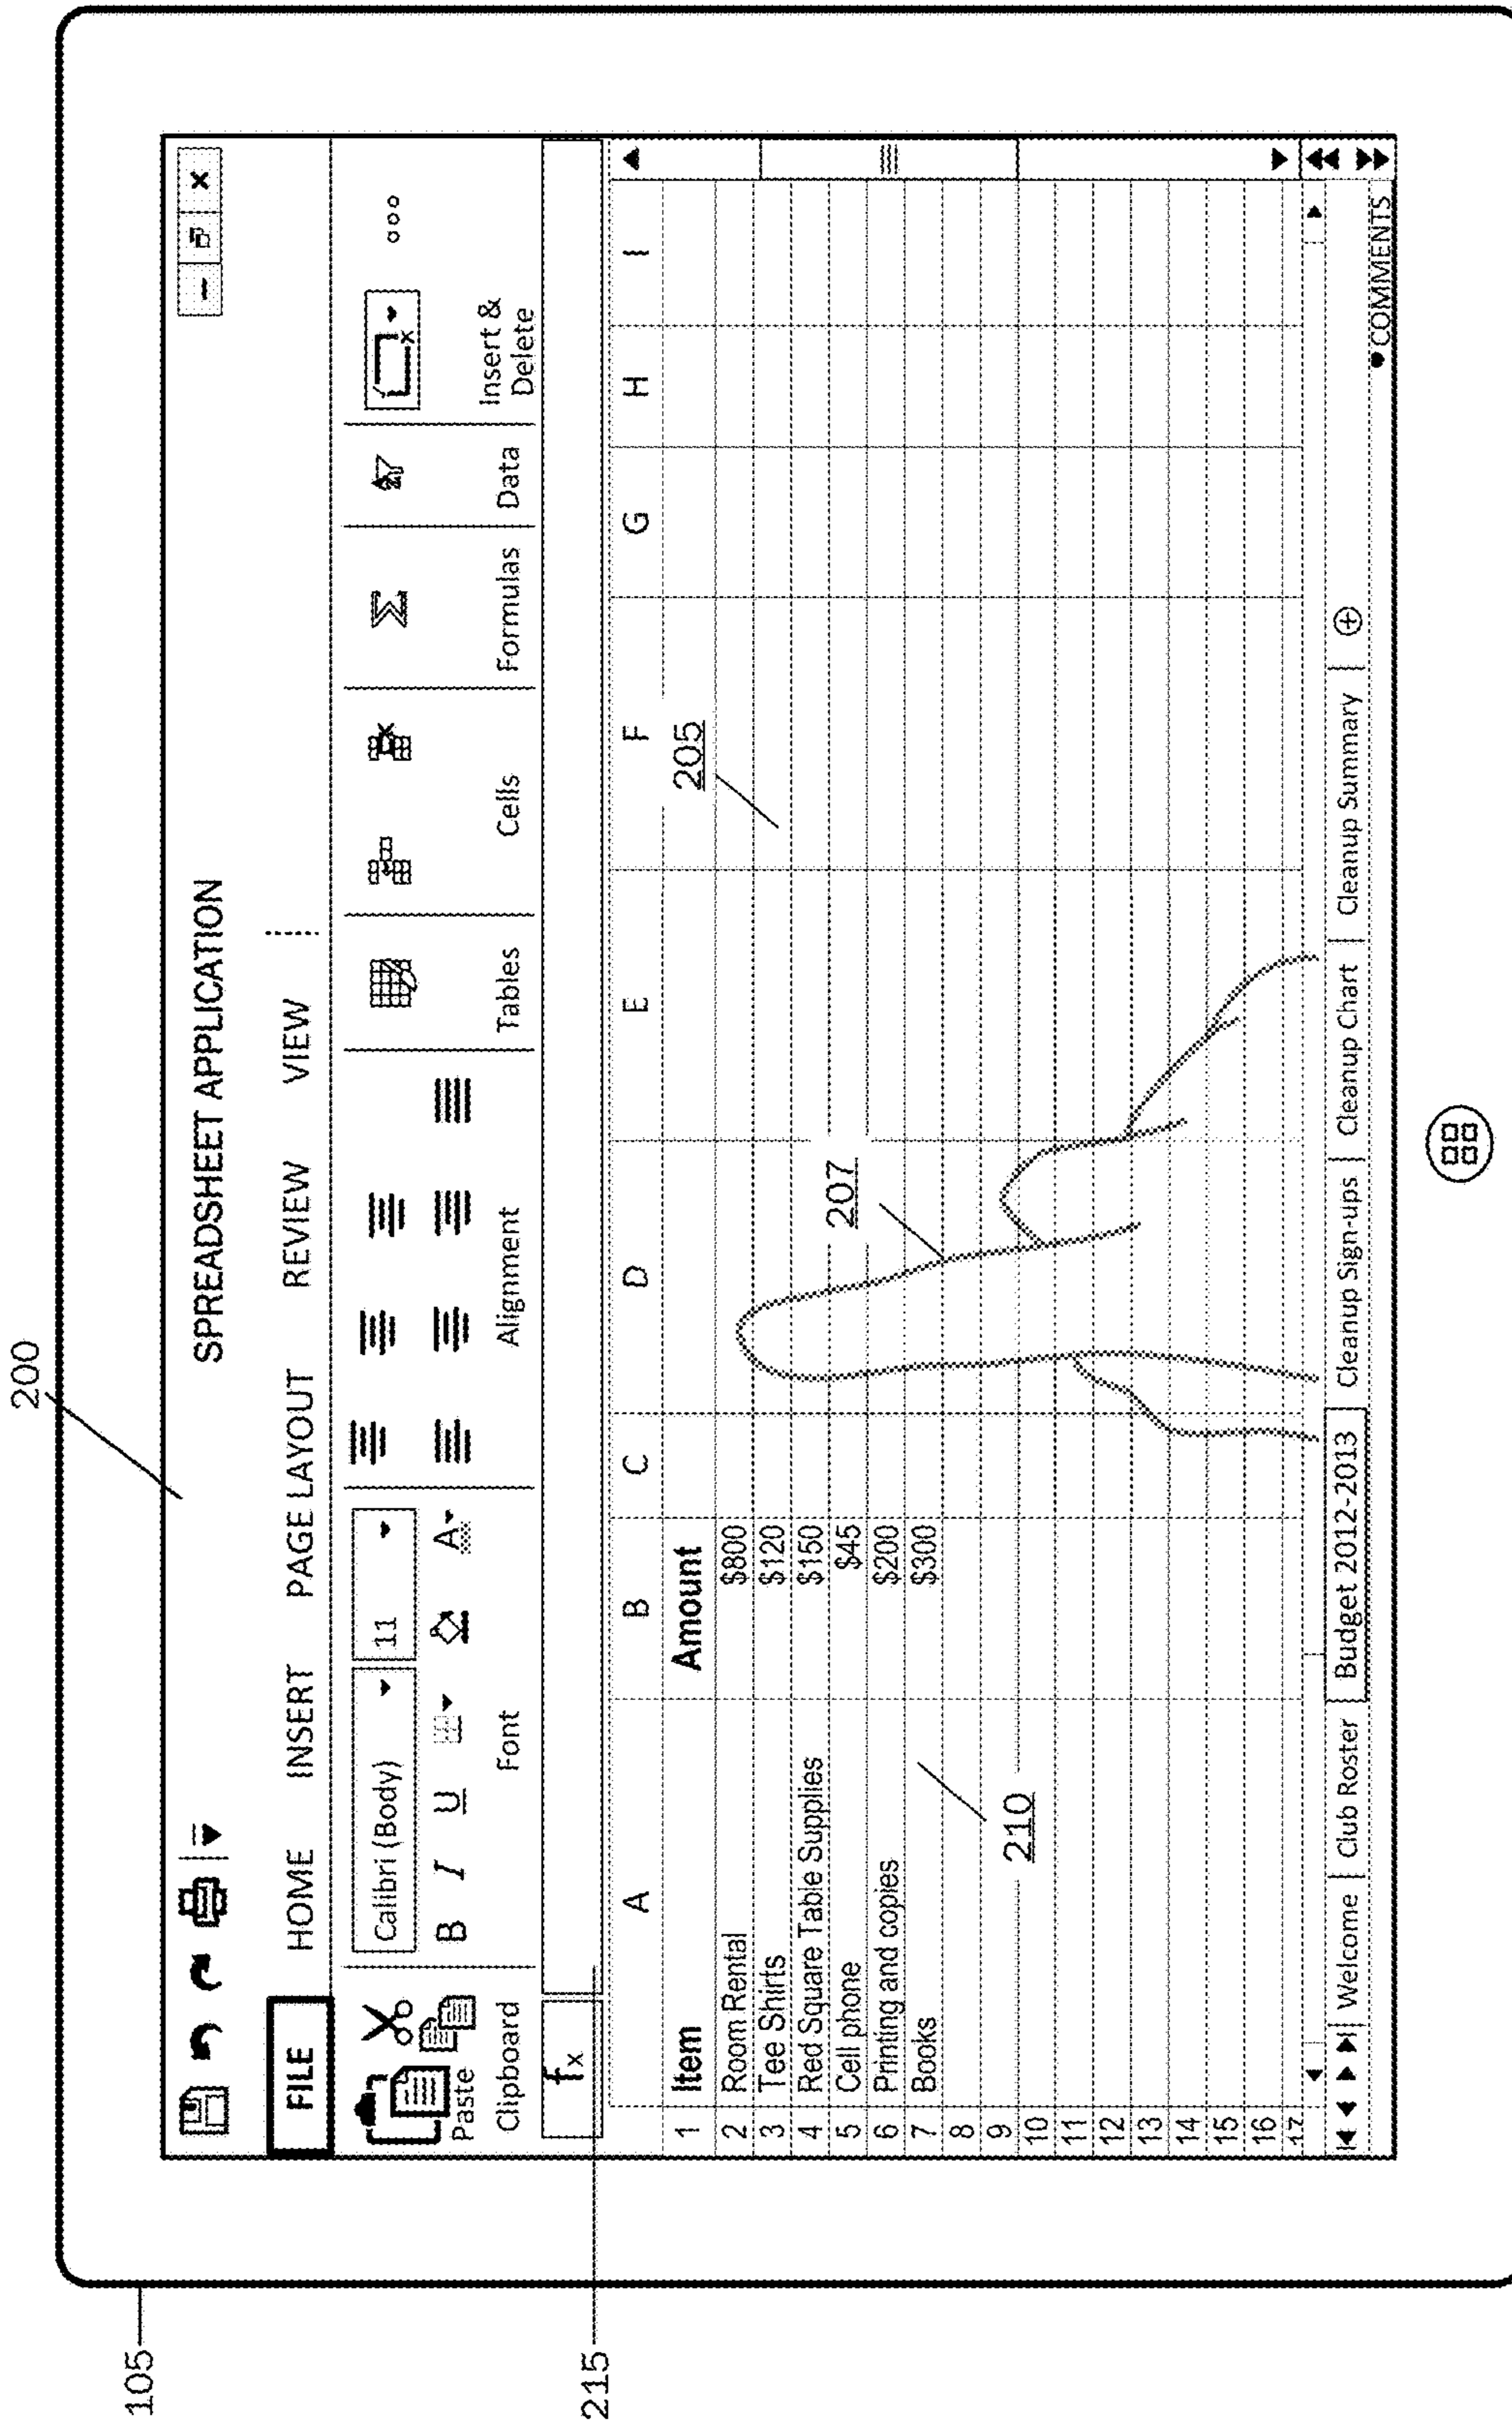 200
105
215
SPREADSHEET APPLICATION
FILE HOME INSERT PAGE LAYOUT REVIEW VIEW
Paste
Clipboard
Calibri (Body) 11
B I U A
Font
Alignment
Tables
Cells
Formulas
Data
Insert &
Delete
fx
A B C D E F G H I
1 Item Amount
2 Room Rental $800
3 Tee Shirts $120
4 Red Square Table Supplies $150
5 Cell phone $45
6 Printing and copies $200
7 Books $300
8
9
10
11
12
13
14
15
16
17
205
207
210
Welcome Club Roster Budget 2012-2013 Cleanup Sign-ups Cleanup Chart Cleanup Summary
COMMENTS